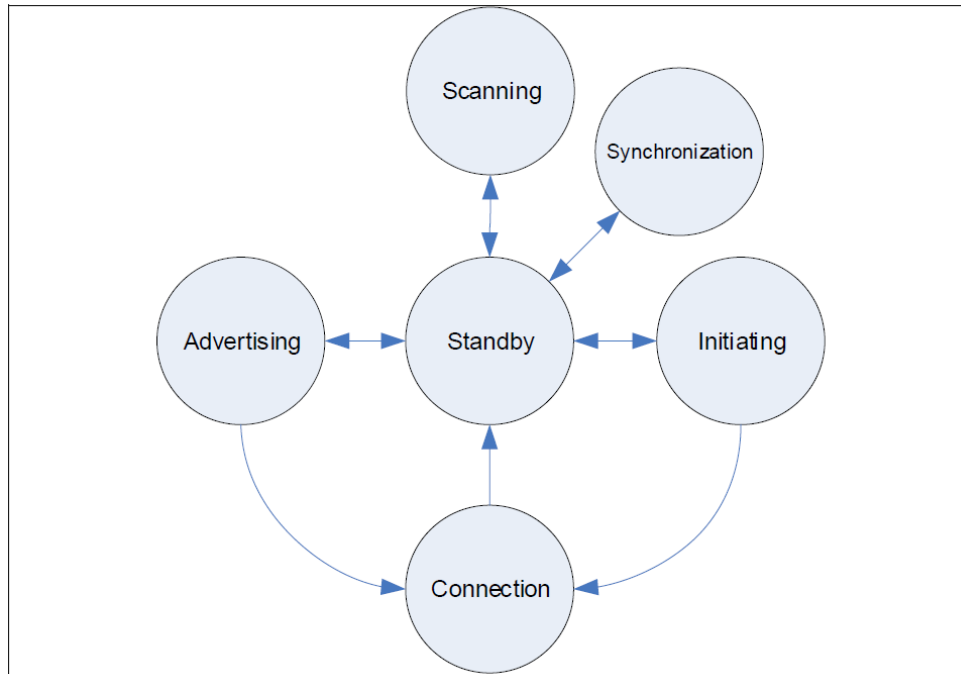 Scanning
Synchronization
Advertising
Standby
Initiating
Connection